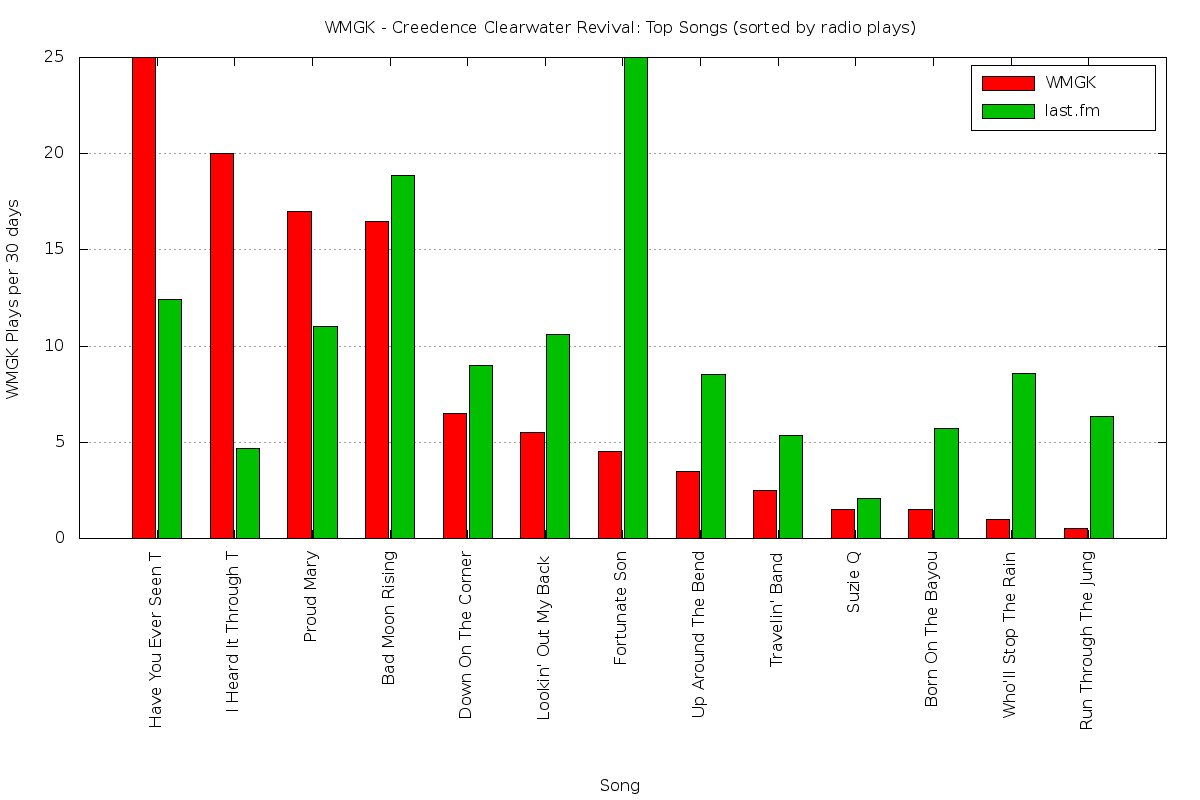 WMGK - Creedence Clearwater Revival: Top Songs (sorted by radio plays)
WMGK
last.fm
25
20
15
10
5
0
WMGK Plays per 30 days
Have You Ever Seen T
I Heard It Through T
Proud Mary
Bad Moon Rising
Down On The Corner
Lookin' Out My Back
Fortunate Son
Up Around The Bend
Travelin' Band
Suzie Q
Born On The Bayou
Who'll Stop The Rain
Run Through The Jung
Song